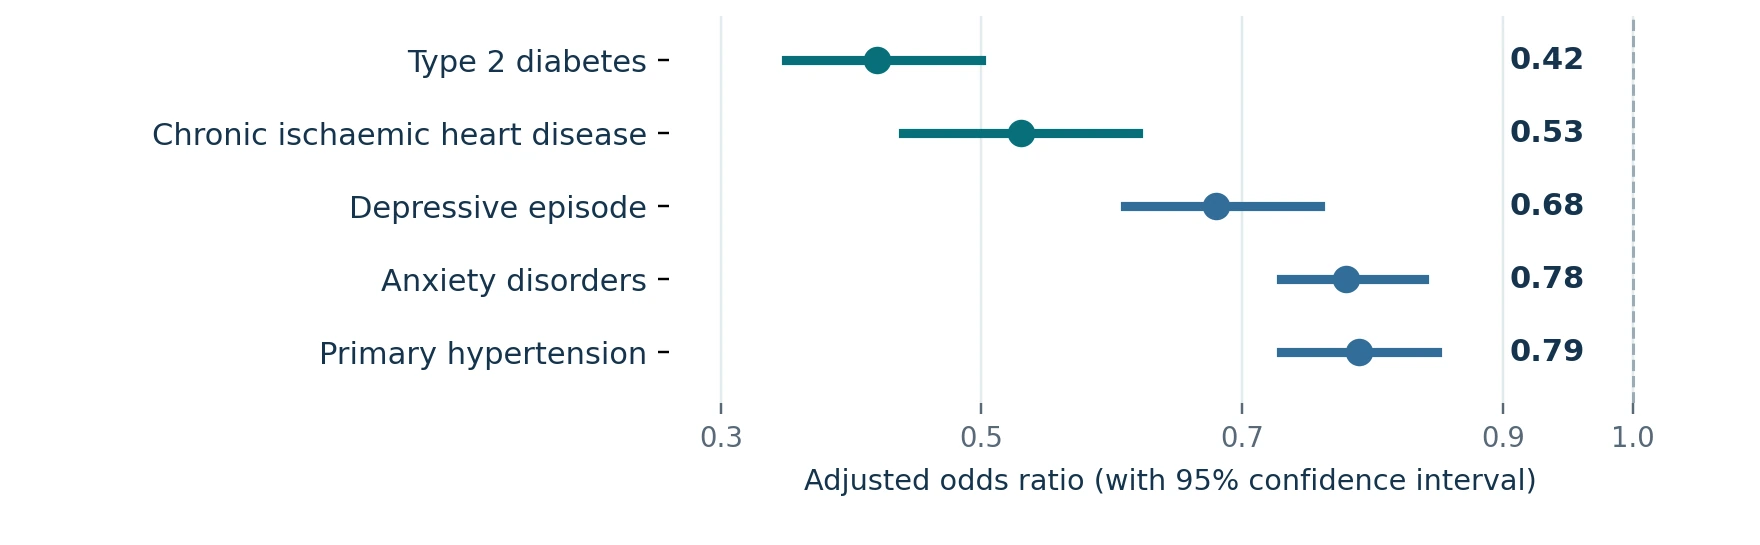 Type 2 diabetes 0.42
Chronic ischaemic heart disease 0.53
Depressive episode 0.68
Anxiety disorders 0.78
Primary hypertension 0.79
0.3 0.5 0.7 0.9 1.0
Adjusted odds ratio (with 95% confidence interval)